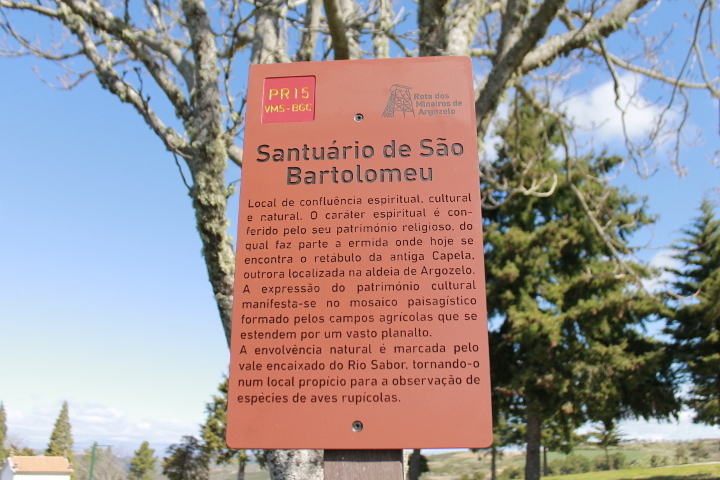 PR15
VMS-BGC
Rota dos
Mineiros de
Argozelo
Santuário de São
Bartolomeu
Local de confluência espiritual, cultural
e natural. O caráter espiritual é con-
ferido pelo seu património religioso, do
qual faz parte a ermida onde hoje se
encontra o retábulo da antiga Capela,
outrora localizada na aldeia de Argozelo.
A expressão do património cultural
manifesta-se no mosaico paisagístico
formado pelos campos agrícolas que se
estendem por um vasto planalto.
A envolvência natural é marcada pelo
vale encaixado do Rio Sabor, tornando-o
num local propício para a observação de
espécies de aves rupícolas.